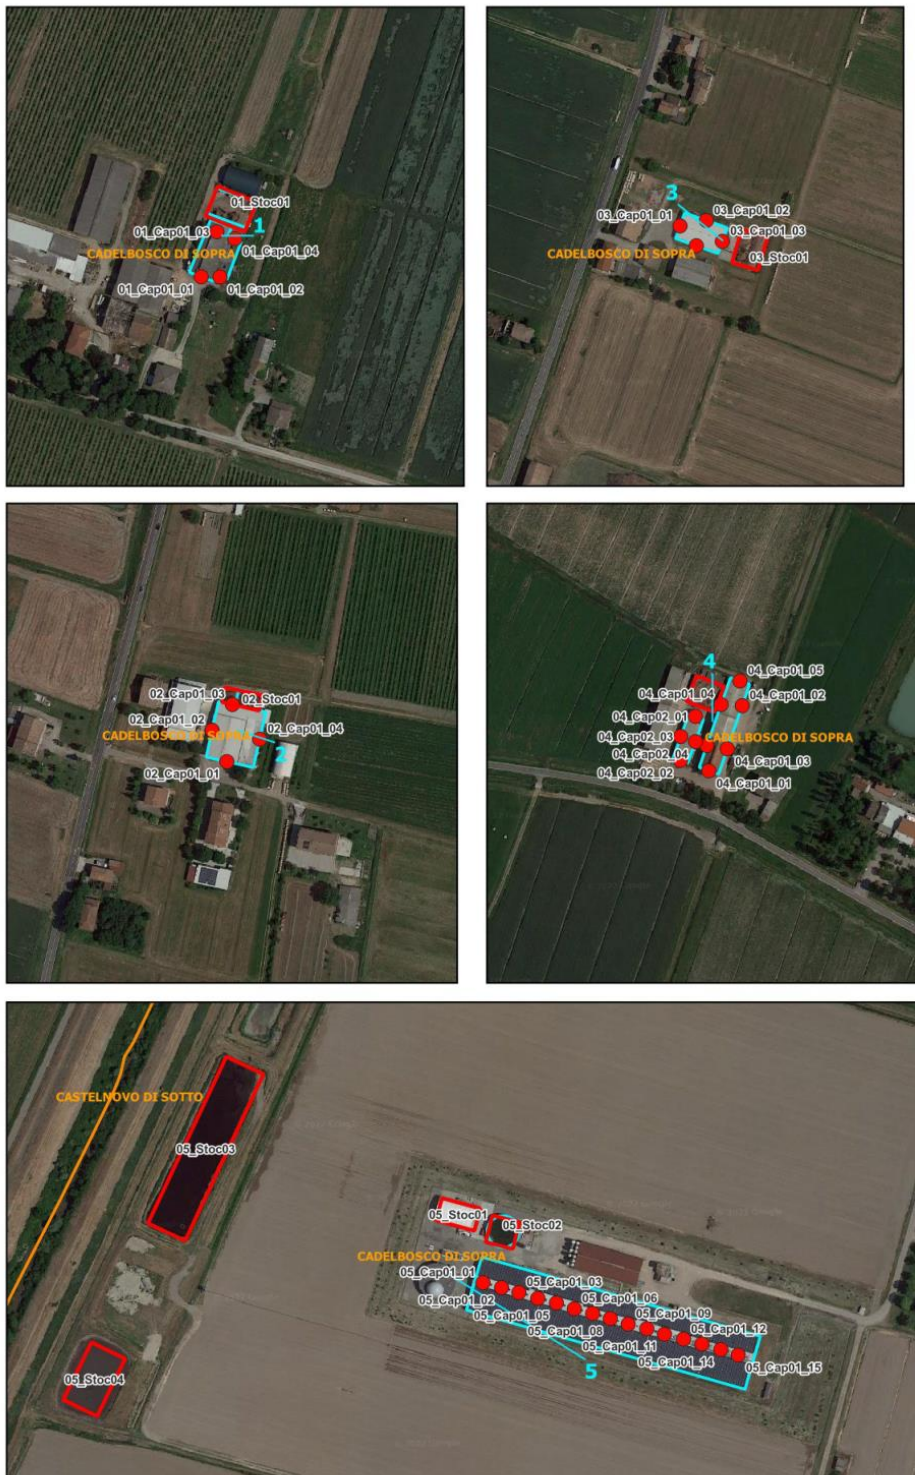 01_Stoc01
1
01_Cap01_03
01_Cap01_04
CADELBOSCO DI SOPRA
01_Cap01_01
01_Cap01_02
3
03_Cap01_01
03_Cap01_02
03_Cap01_03
CADELBOSCO DI SOPRA
03_Stoc01
02_Cap01_03
02_Stoc01
02_Cap01_02
02_Cap01_04
CADELBOSCO DI SOPRA
2
02_Cap01_01
4
04_Cap01_05
04_Cap01_04
04_Cap01_02
04_Cap02_01
04_Cap02_03
CADELBOSCO DI SOPRA
04_Cap02_04
04_Cap01_03
04_Cap02_02
04_Cap01_01
CASTELNOVO DI SOTTO
05_Stoc03
05_Stoc01
05_Stoc02
CADELBOSCO DI SOPRA
05_Cap01_01
05_Cap01_03
05_Cap01_02
05_Cap01_06
05_Cap01_05
05_Cap01_09
05_Cap01_08
05_Cap01_12
05_Cap01_11
05_Cap01_14
05_Cap01_15
5
05_Stoc04